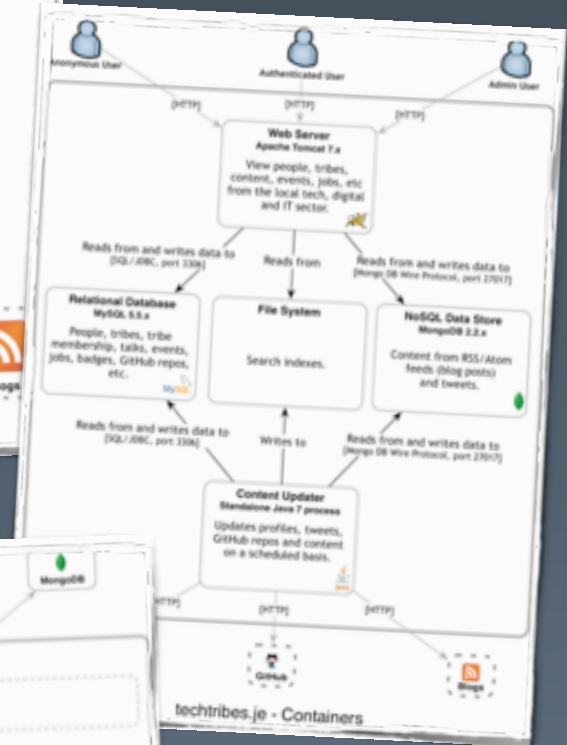 Anonymous User
Authenticated User
Admin User
[HTTP]
[HTTP]
[HTTP]
Web Server
Apache Tomcat 7.x
View people, tribes,
content, events, jobs, etc
from the local tech, digital
and IT sector.
Reads from and writes data to
[SQL/JDBC, port 3306]
Reads from
Reads from and writes data to
[Mongo DB Wire Protocol, port 27017]
Relational Database
MySQL 5.5.x
People, tribes, tribe
membership, talks, events,
jobs, badges, GitHub repos,
etc.
MySQL
File System
Search Indexes.
NoSQL Data Store
MongoDB 2.2.x
Content from RSS/Atom
feeds (blog posts)
and tweets.
Reads from and writes data to
[SQL/JDBC, port 3306]
Writes to
Reads from and writes data to
[Mongo DB Wire Protocol, port 27017]
Content Updater
Standalone Java 7 process
Updates profiles, tweets,
GitHub repos and content
on a scheduled basis.
[HTTP]
[HTTP]
[HTTP]
GitHub
Blogs
techtribes.je - Containers
ogs
MongoDB